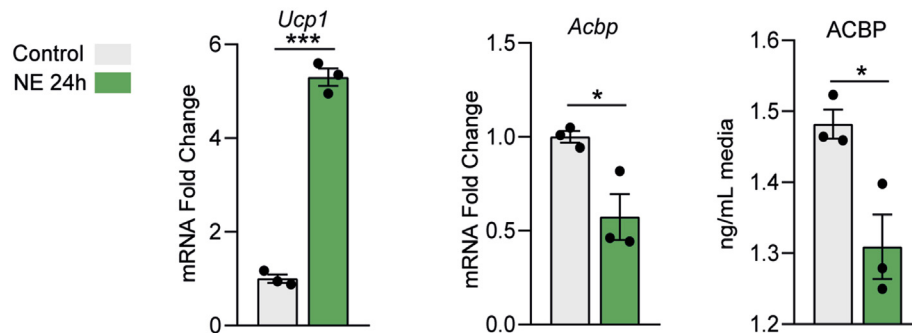 Control
NE 24h
Ucp1
***
mRNA Fold Change
6
4
2
0
Acbp
*
mRNA Fold Change
1.5
1.0
0.5
0.0
ACBP
*
ng/mL media
1.6
1.5
1.4
1.3
1.2